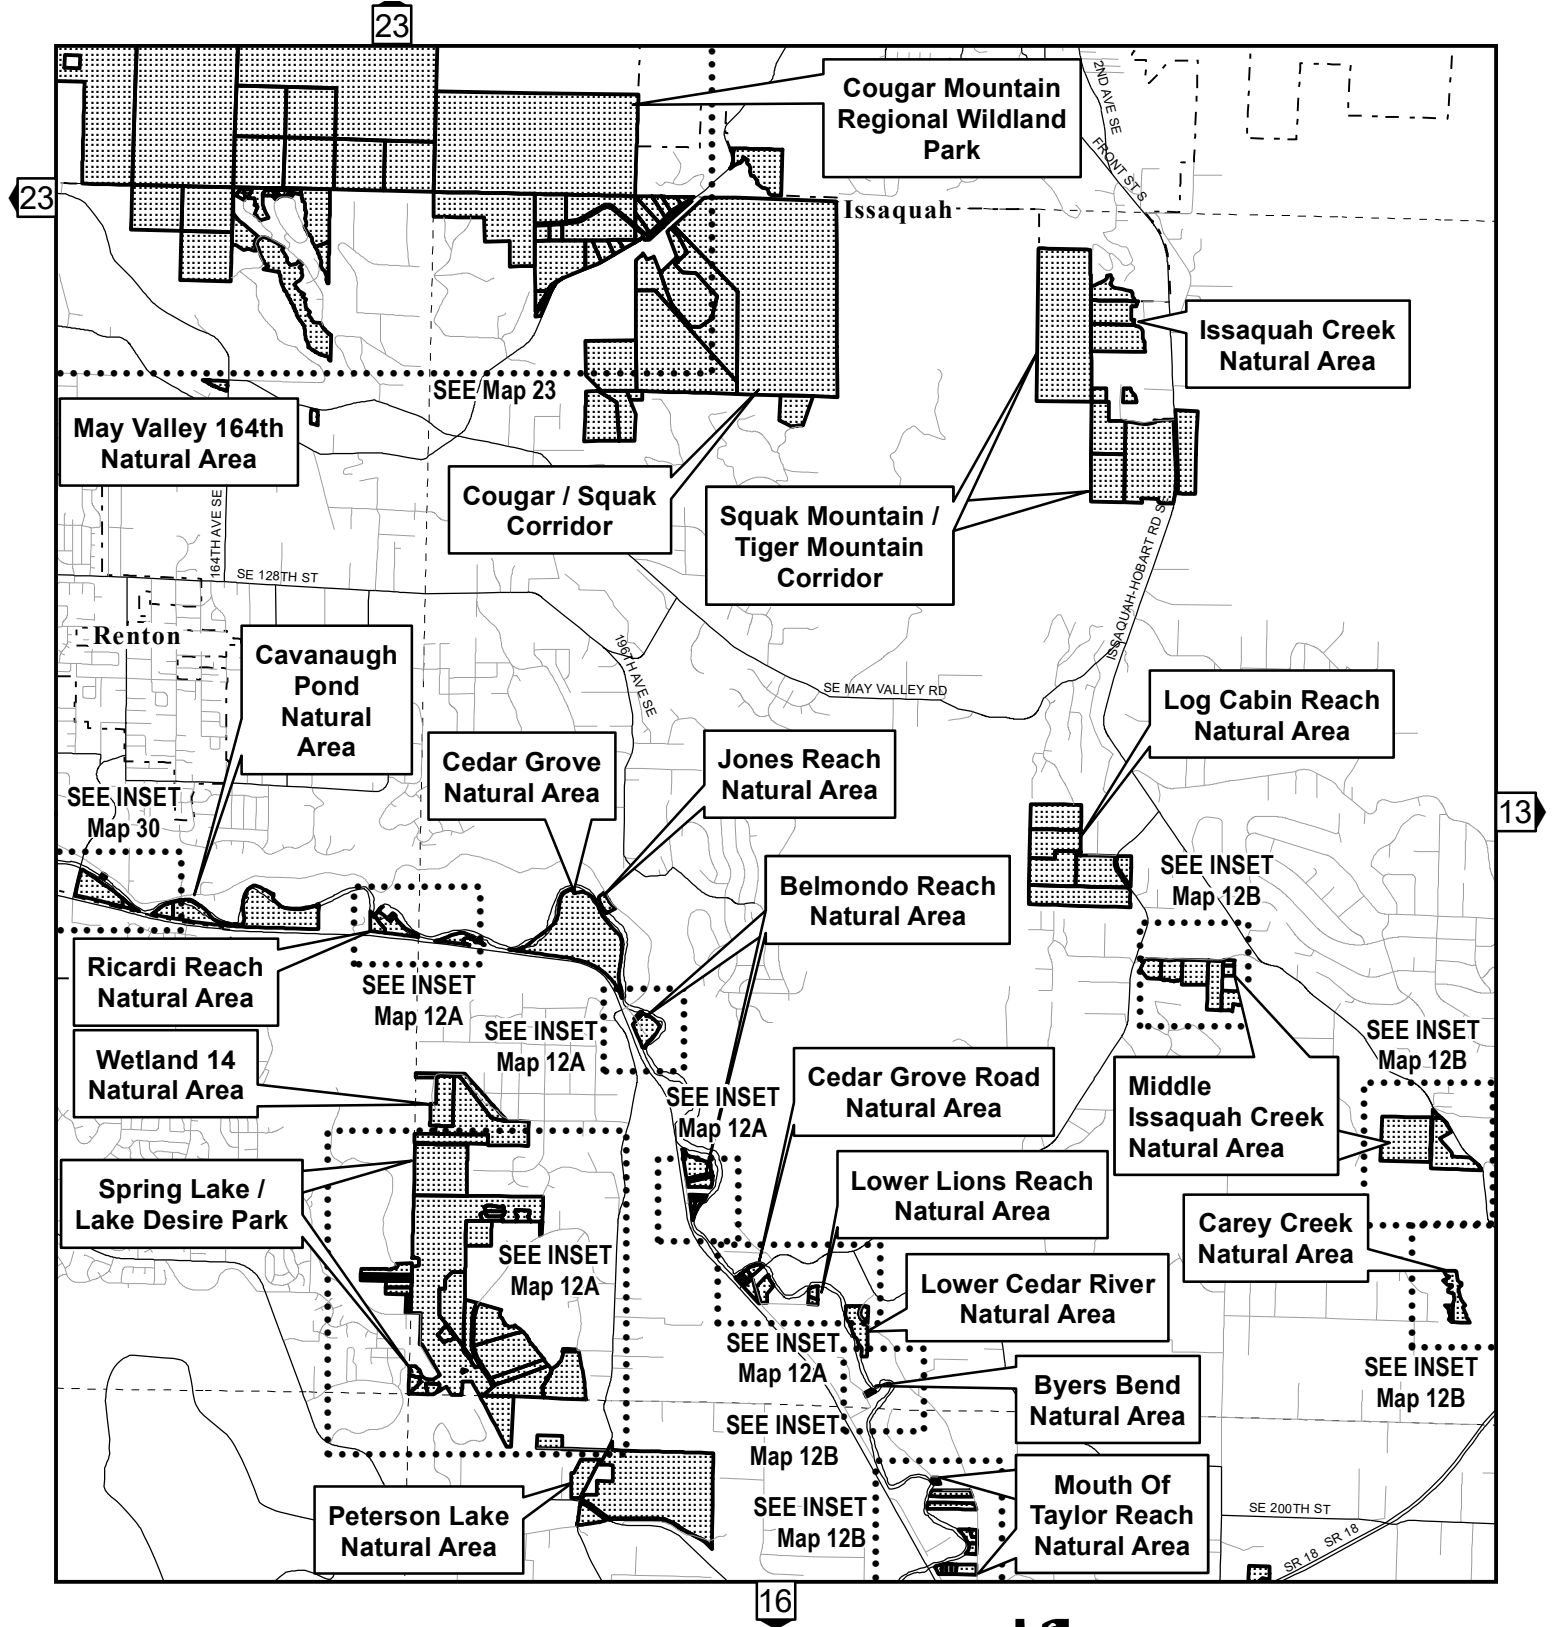 23
Cougar Mountain
Regional Wildland
Park
2ND AVE SE
FRONT ST S
23
Issaquah
Issaquah Creek
Natural Area
SEE Map 23
May Valley 164th
Natural Area
Cougar / Squak
Corridor
Squak Mountain /
Tiger Mountain
Corridor
164TH AVE SE
SE 128TH ST
ISSAQUAH-HOBART RD SE
Renton
Cavanaugh
Pond
Natural
Area
196TH AVE SE
SE MAY VALLEY RD
Log Cabin Reach
Natural Area
Cedar Grove
Natural Area
Jones Reach
Natural Area
SEE INSET
Map 30
13
Belmondo Reach
Natural Area
SEE INSET
Map 12B
Ricardi Reach
Natural Area
SEE INSET
Map 12A
SEE INSET
Map 12A
SEE INSET
Map 12B
Wetland 14
Natural Area
SEE INSET
Map 12A
Cedar Grove Road
Natural Area
Middle
Issaquah Creek
Natural Area
Spring Lake /
Lake Desire Park
Lower Lions Reach
Natural Area
Carey Creek
Natural Area
SEE INSET
Map 12A
Lower Cedar River
Natural Area
SEE INSET
Map 12A
SEE INSET
Map 12B
Byers Bend
Natural Area
SEE INSET
Map 12B
Mouth Of
Taylor Reach
Natural Area
SEE INSET
Map 12B
Peterson Lake
Natural Area
SE 200TH ST
SR 18
SR 18
16